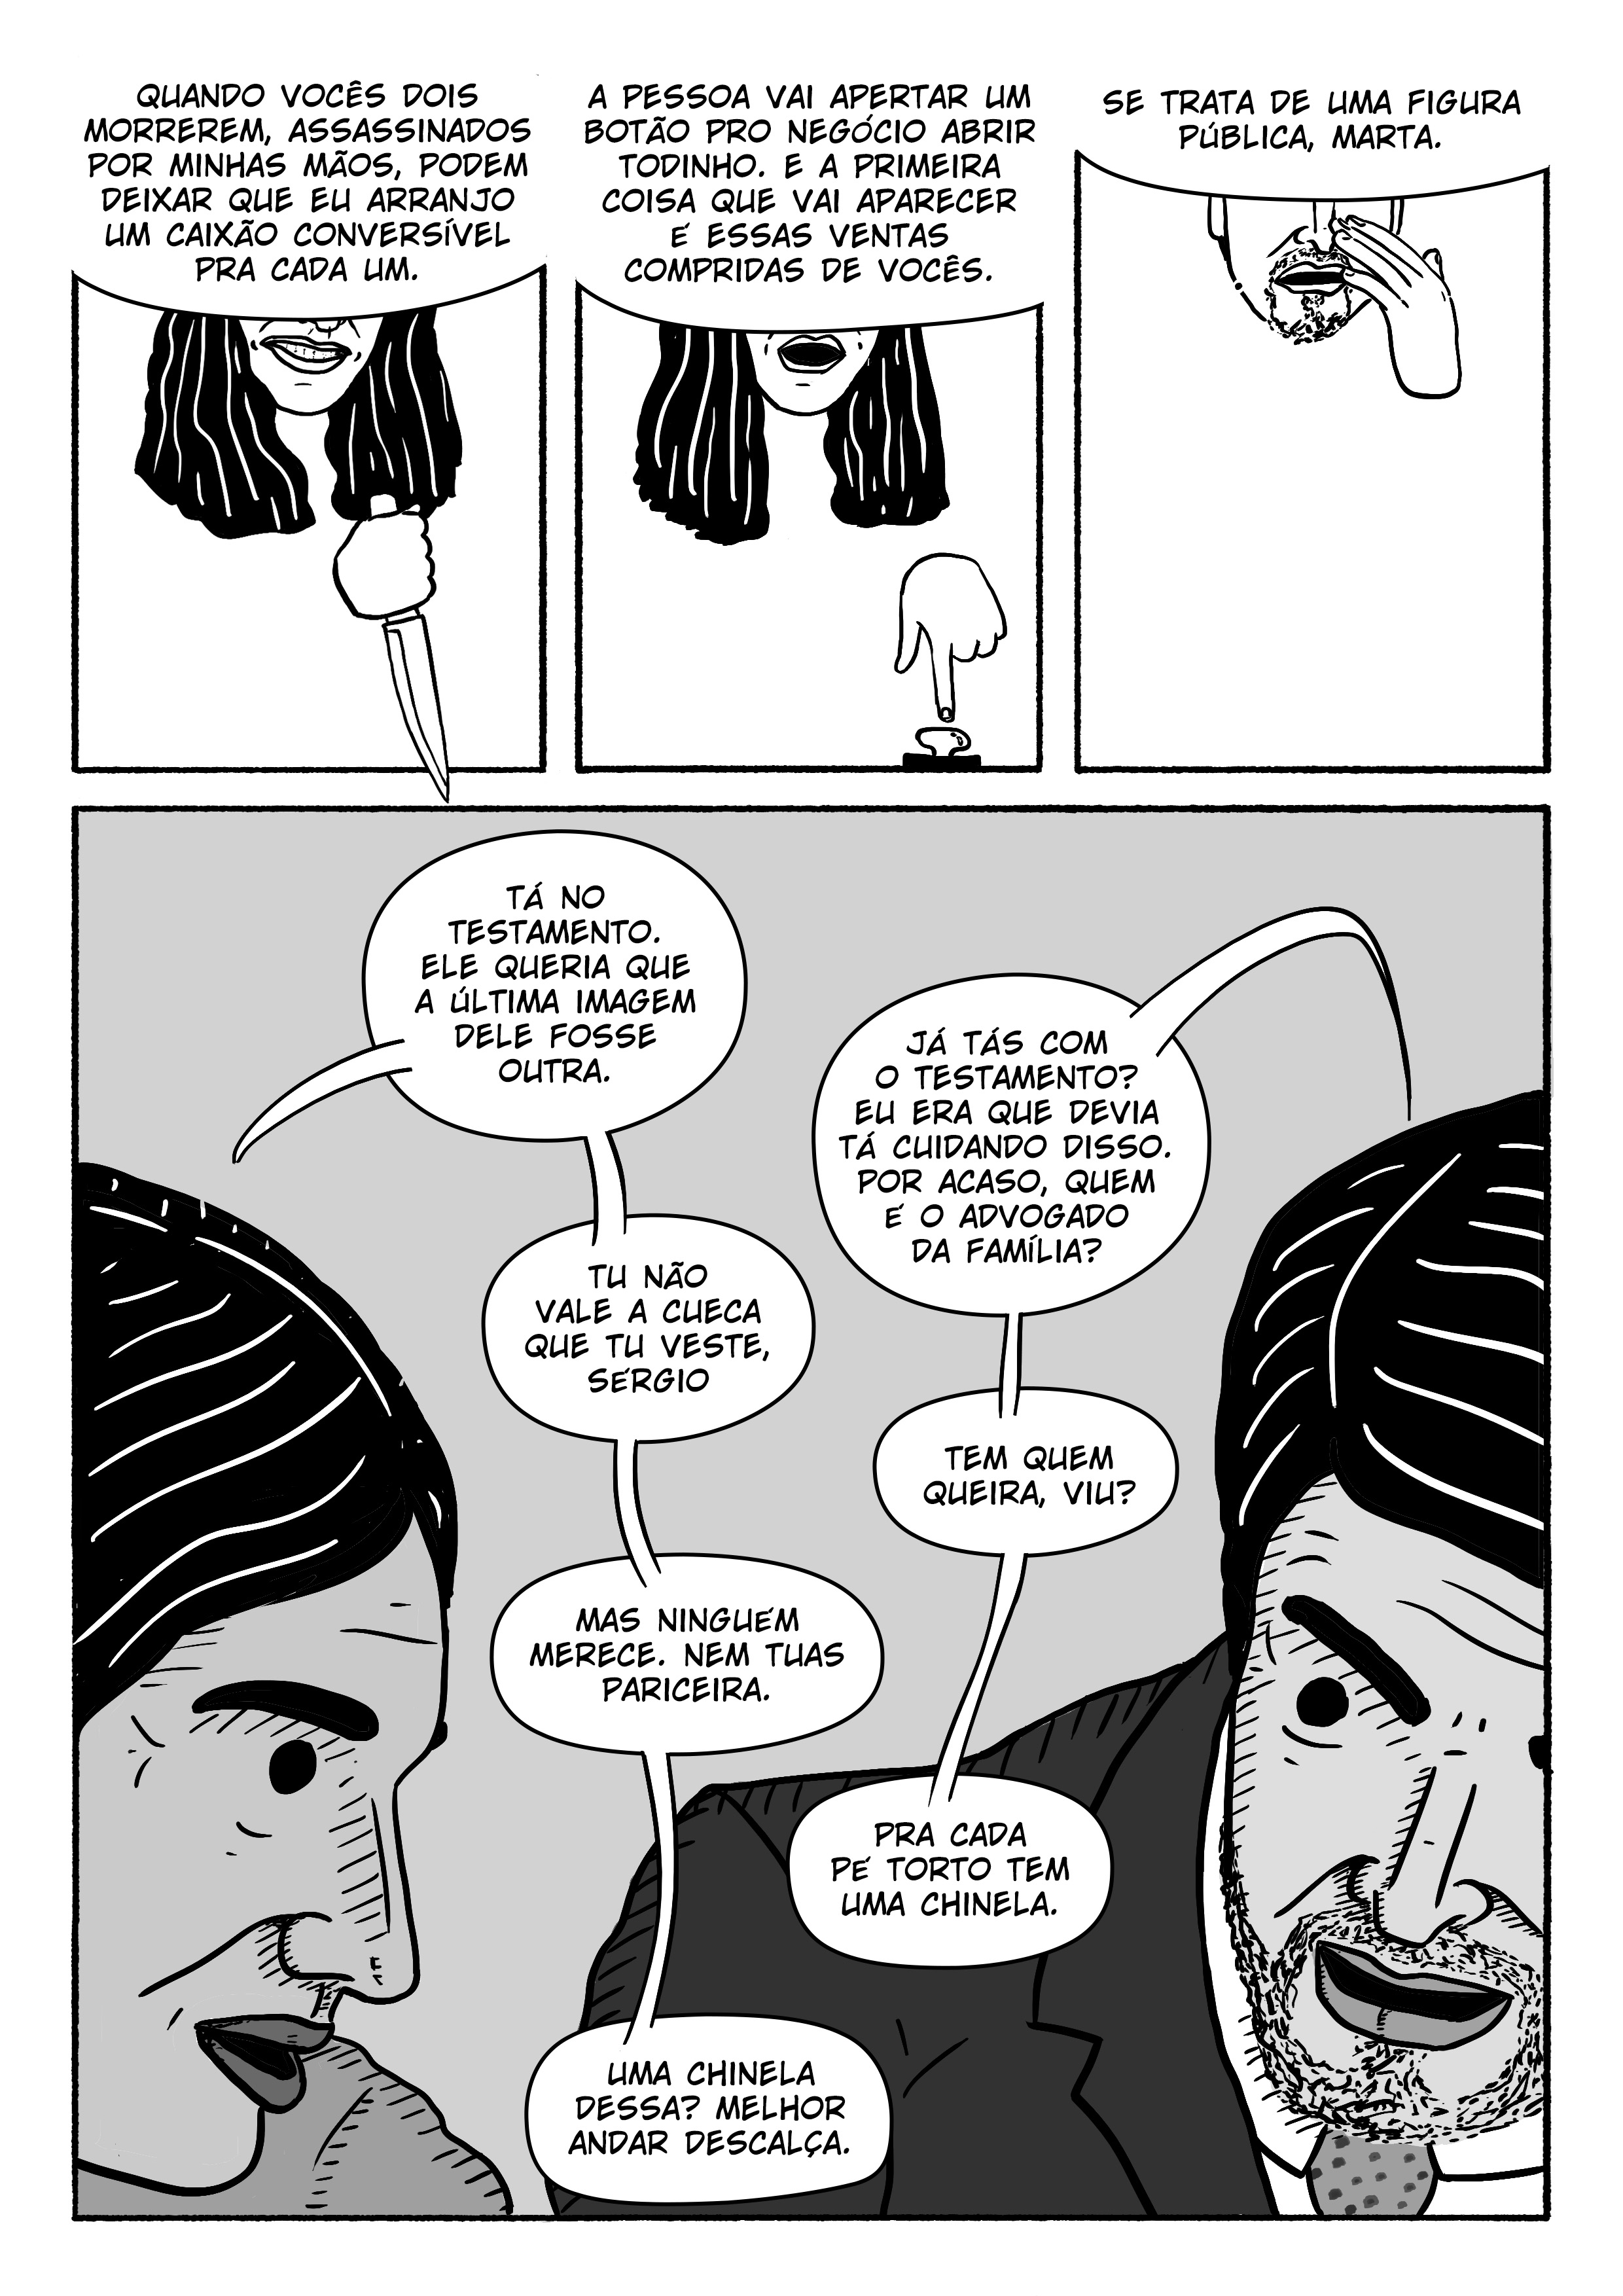 QUANDO VOCÊS DOIS
MORREREM, ASSASSINADOS
POR MINHAS MÃOS, PODEM
DEIXAR QUE EU ARRANJO
UM CAIXÃO CONVERSÍVEL
PRA CADA UM.
A PESSOA VAI APERTAR UM
BOTÃO PRO NEGÓCIO ABRIR
TODINHO. E A PRIMEIRA
COISA QUE VAI APARECER
É ESSAS VENTAS
COMPRIDAS DE VOCÊS.
SE TRATA DE UMA FIGURA
PÚBLICA, MARTA.
TÁ NO
TESTAMENTO.
ELE QUERIA QUE
A ÚLTIMA IMAGEM
DELE FOSSE
OUTRA.
JÁ TÁS COM
O TESTAMENTO?
EU ERA QUE DEVIA
TÁ CUIDANDO DISSO.
POR ACASO, QUEM
É O ADVOGADO
DA FAMÍLIA?
TU NÃO
VALE A CUECA
QUE TU VESTE,
SÉRGIO
TEM QUEM
QUEIRA, VIU?
MAS NINGUÉM
MERECE. NEM TUAS
PARICEIRA.
PRA CADA
PÉ TORTO TEM
UMA CHINELA.
UMA CHINELA
DESSA? MELHOR
ANDAR DESCALÇA.